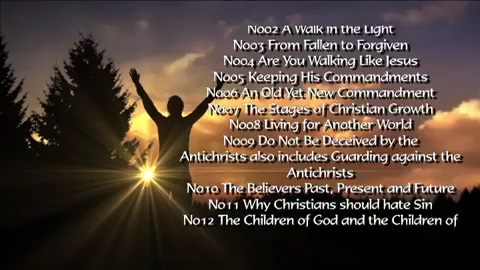 No02 A Walk in the Light
No03 From Fallen to Forgiven
No04 Are You Walking Like Jesus
No05 Keeping His Commandments
No06 An Old Yet New Commandment
No07 The Stages of Christian Growth
No08 Living for Another World
No09 Do Not Be Deceived by the
Antichrists also includes Guarding against the
Antichrists
No10 The Believers Past, Present and Future
No11 Why Christians should hate Sin
No12 The Children of God and the Children of